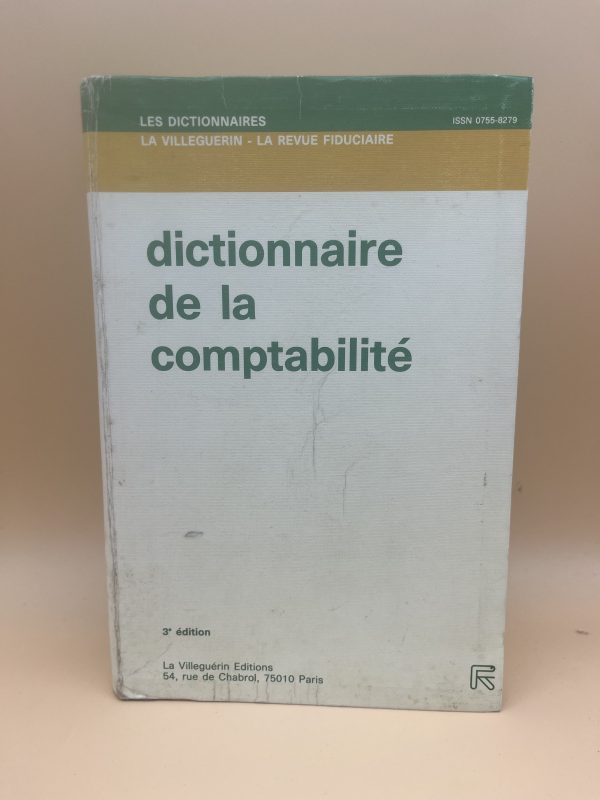 LES DICTIONNAIRES
ISSN 0755-8279
LA VILLEGUERIN - LA REVUE FIDUCIAIRE
dictionnaire
de la
comptabilité
3e édition
La Villeguérin Editions
54, rue de Chabrol, 75010 Paris